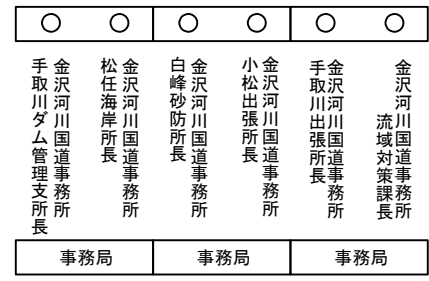 金沢河川国道事務所
流域対策課長
金沢河川国道事務所
手取川出張所長
金沢河川国道事務所
小松出張所長
金沢河川国道事務所
白峰砂防所長
金沢河川国道事務所
松任海岸所長
金沢河川国道事務所
手取川ダム管理支所長
事務局
事務局
事務局